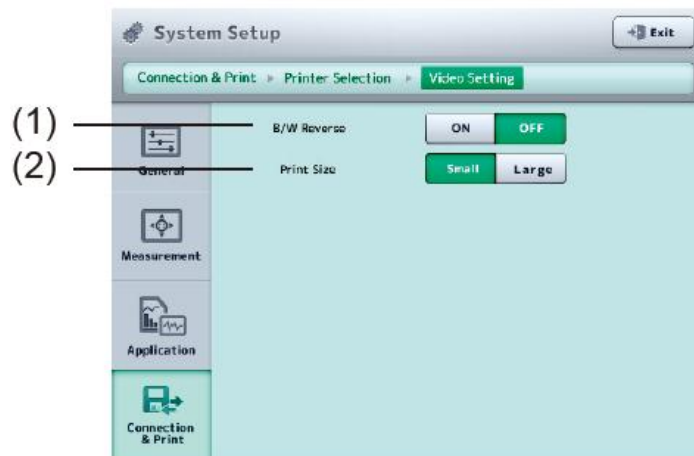 System Setup
Exit
Connection & Print Printer Selection Video Setting
(1) B/W Reverse ON OFF
(2) Print Size Small Large
General
Measurement
Application
Connection
& Print